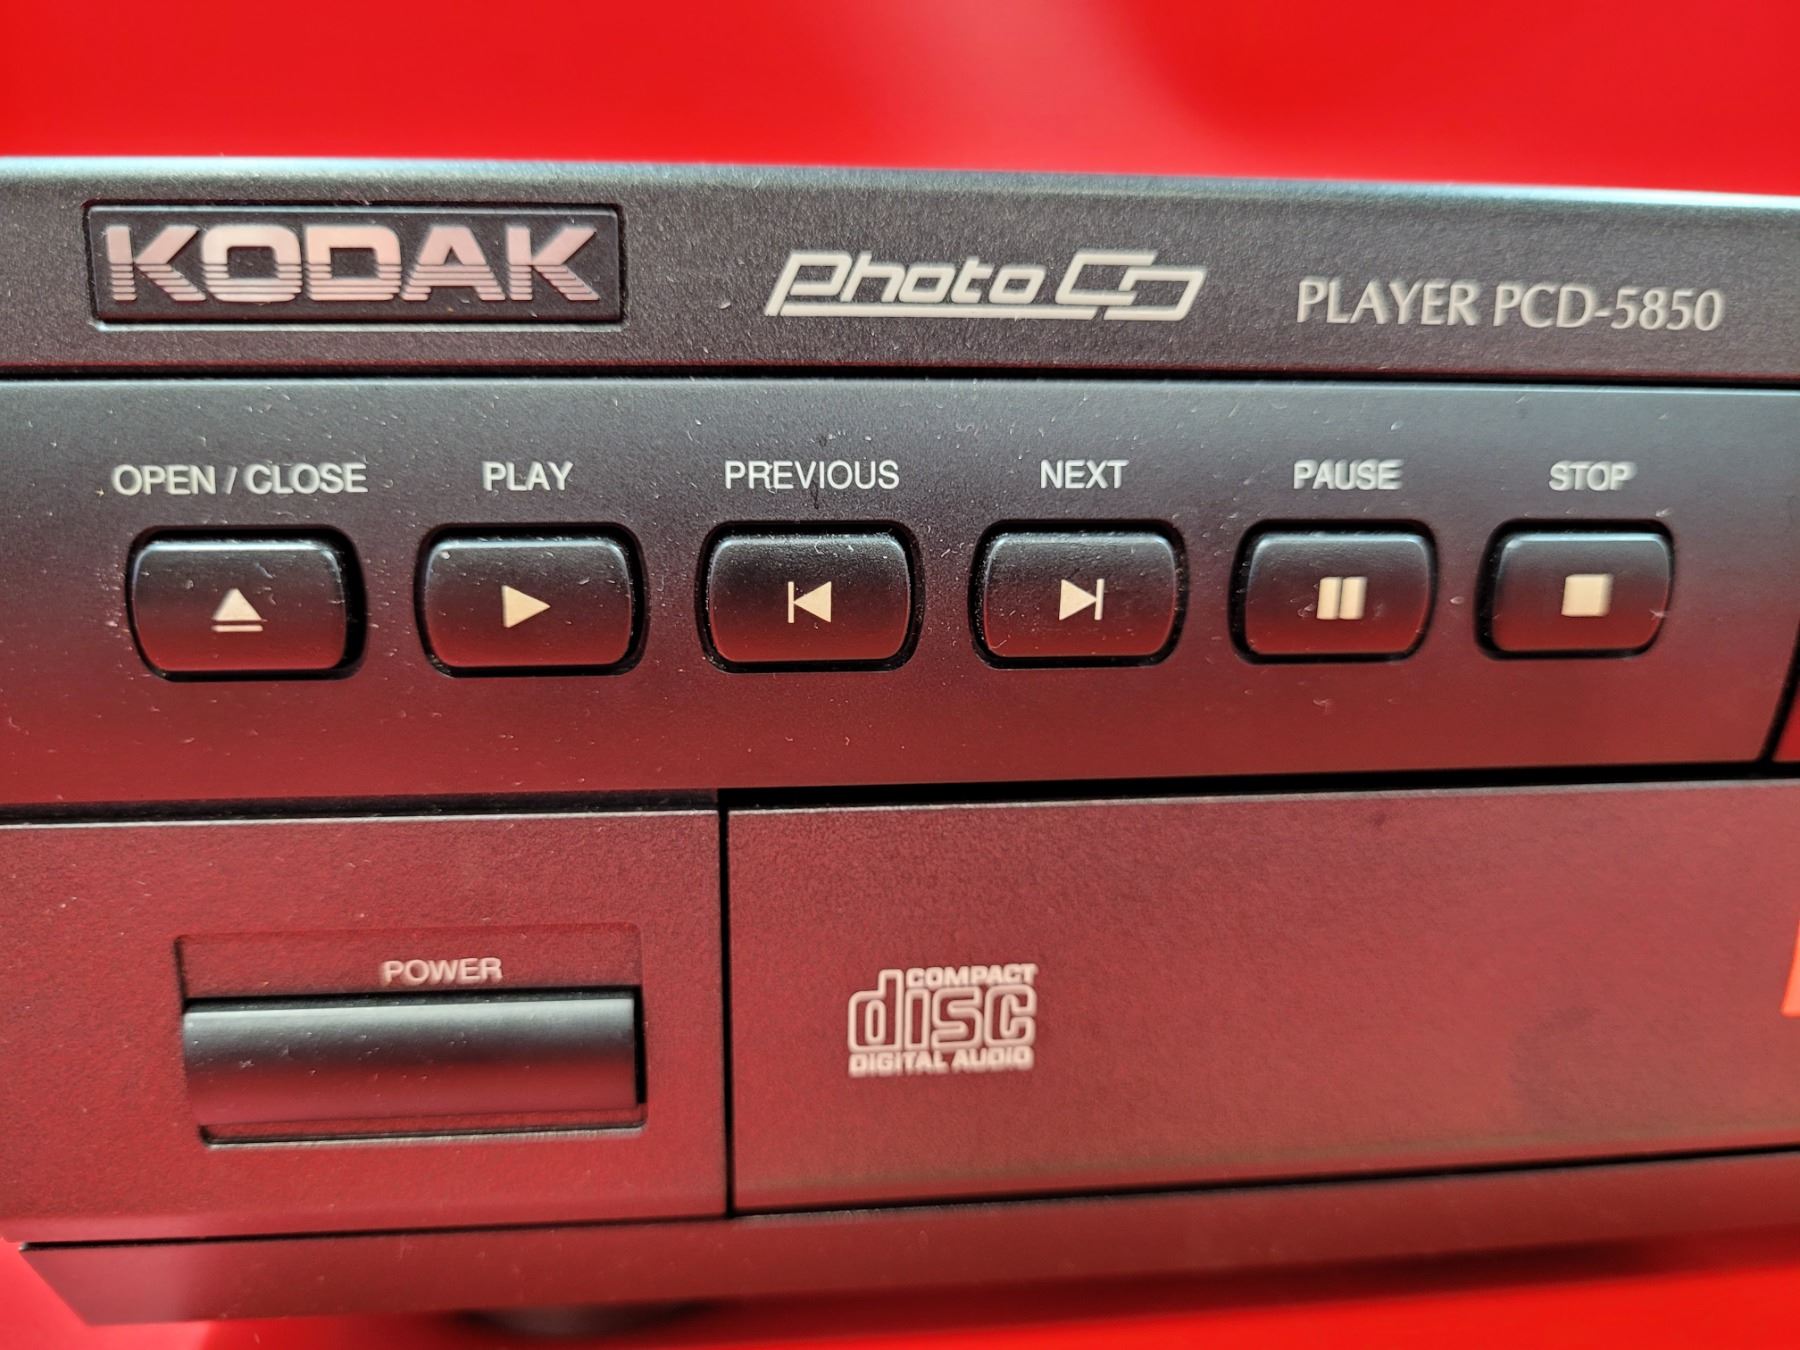 KODAK Photo CD PLAYER PCD-5850
OPEN / CLOSE PLAY PREVIOUS NEXT PAUSE STOP
POWER
COMPACT
disc
DIGITAL AUDIO